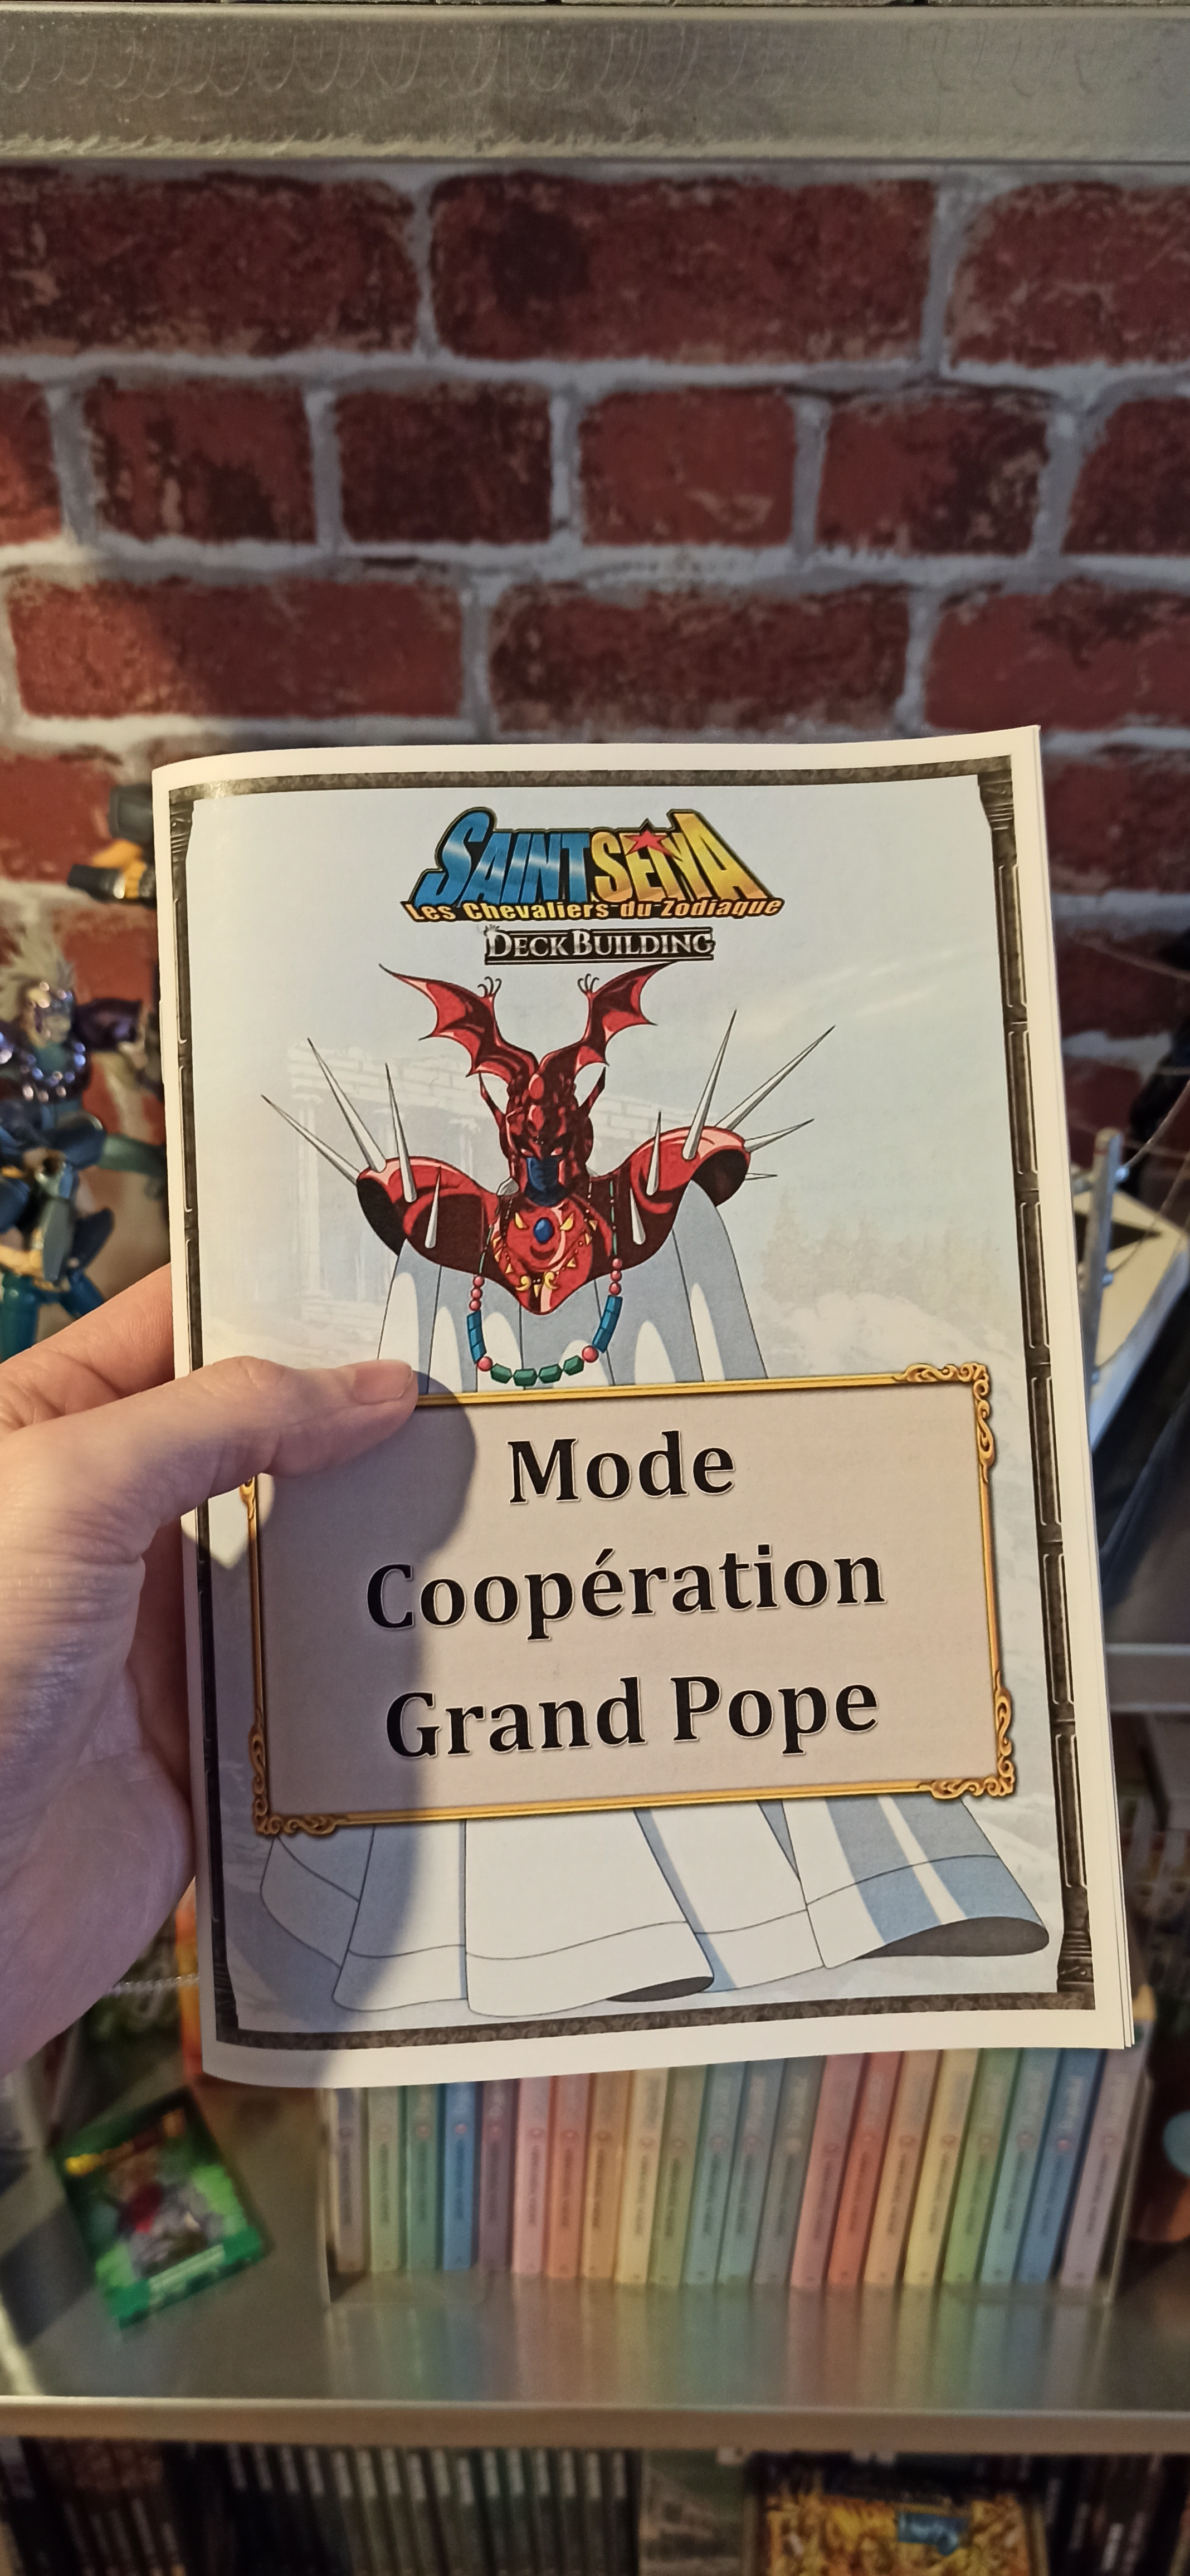 SAINT SEIYA
Les Chevaliers du Zodiaque
DECKBUILDING
Mode
Coopération
Grand Pope